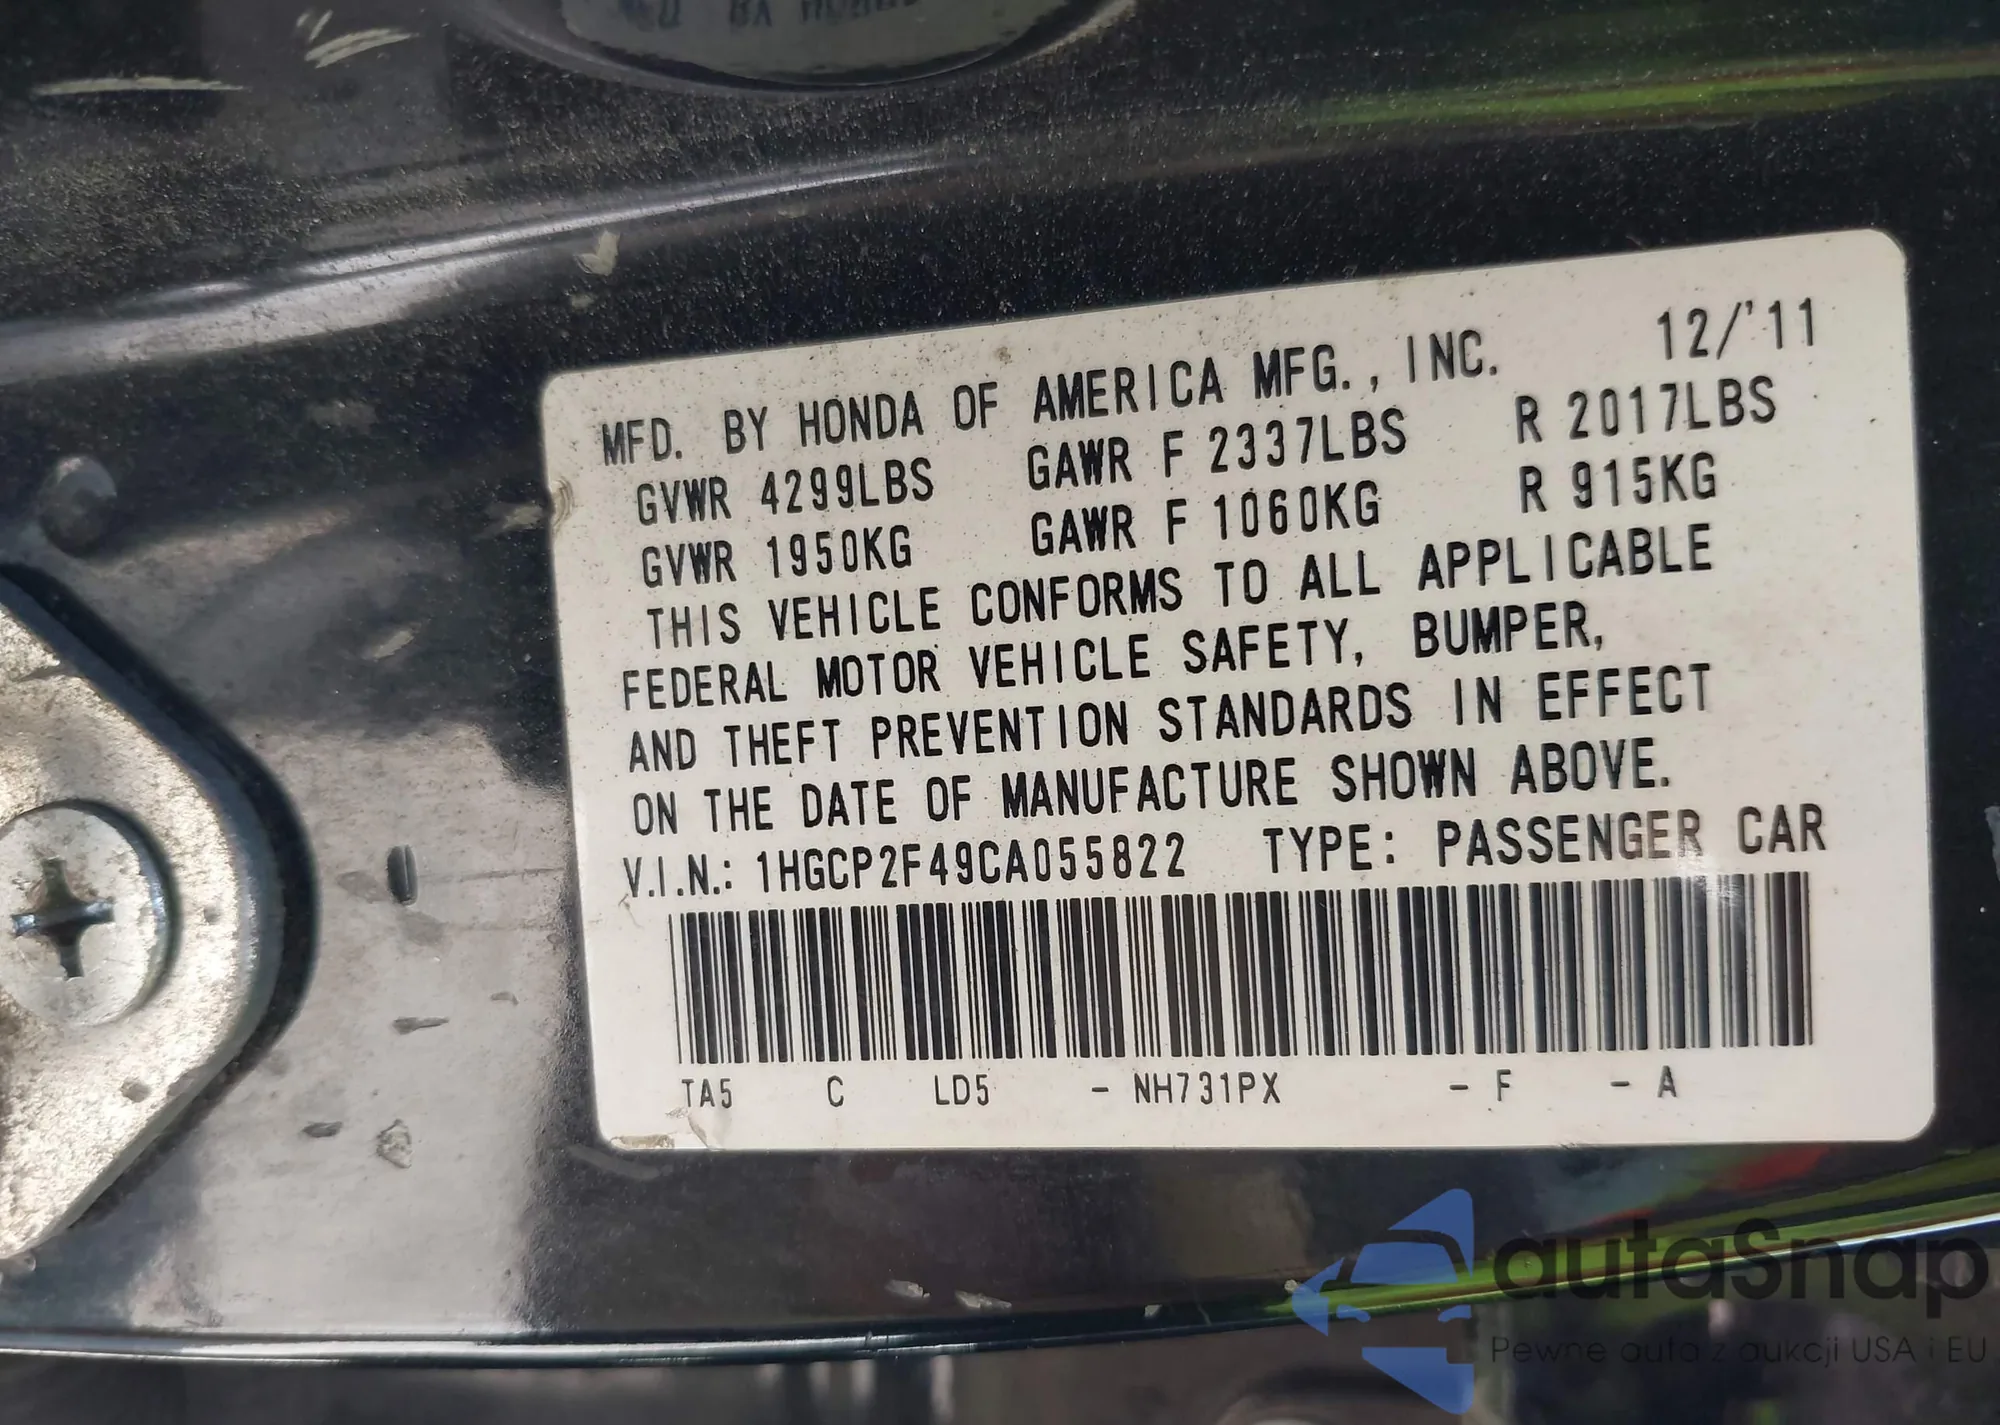 MFD. BY HONDA OF AMERICA MFG., INC. 12/'11
GVWR 4299LBS GAWR F 2337LBS R 2017LBS
GVWR 1950KG GAWR F 1060KG R 915KG
THIS VEHICLE CONFORMS TO ALL APPLICABLE
FEDERAL MOTOR VEHICLE SAFETY, BUMPER,
AND THEFT PREVENTION STANDARDS IN EFFECT
ON THE DATE OF MANUFACTURE SHOWN ABOVE.
V.I.N.: 1HGCP2F49CA055822 TYPE: PASSENGER CAR
TA5 C LD5 - NH731PX - F - A
autaSnap
Pewne auta z aukcji USA i EU